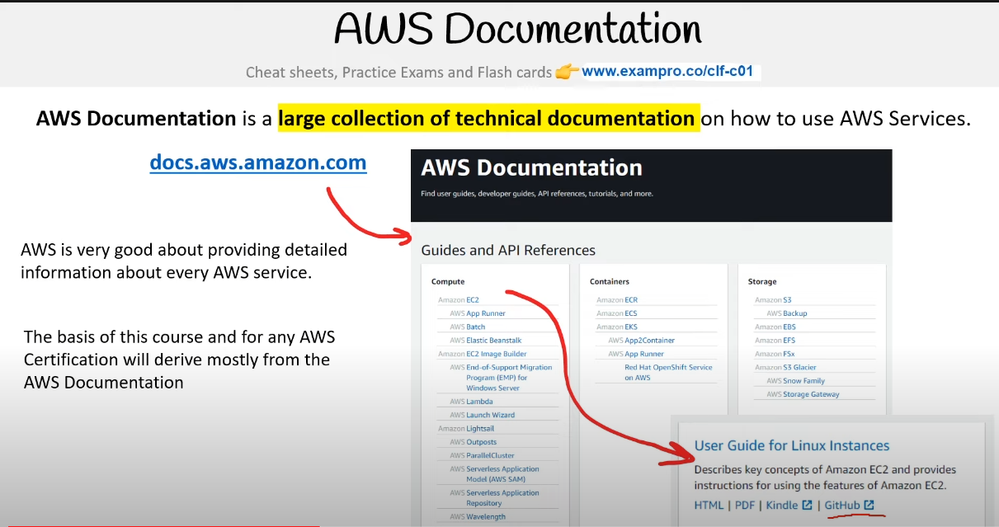 AWS Documentation
Cheat sheets, Practice Exams and Flash cards 👉 www.exampro.co/clf-c01
AWS Documentation is a large collection of technical documentation on how to use AWS Services.
docs.aws.amazon.com
AWS is very good about providing detailed
information about every AWS service.
The basis of this course and for any AWS
Certification will derive mostly from the
AWS Documentation
AWS Documentation
Find user guides, developer guides, API references, tutorials, and more.
Guides and API References
Compute
Amazon EC2
AWS App Runner
AWS Batch
AWS Elastic Beanstalk
Amazon EC2 Image Builder
AWS End-of-Support Migration
Program (EMP) for
Windows Server
AWS Lambda
AWS Launch Wizard
Amazon Lightsail
AWS Outposts
AWS ParallelCluster
AWS Serverless Application
Model (AWS SAM)
AWS Serverless Application
Repository
AWS Wavelength
Containers
Amazon ECR
Amazon ECS
Amazon EKS
AWS App2Container
AWS App Runner
Red Hat OpenShift Service
on AWS
Storage
Amazon S3
AWS Backup
Amazon EBS
Amazon EFS
Amazon FSx
Amazon S3 Glacier
AWS Snow Family
AWS Storage Gateway
User Guide for Linux Instances
Describes key concepts of Amazon EC2 and provides
instructions for using the features of Amazon EC2.
HTML | PDF | Kindle | GitHub